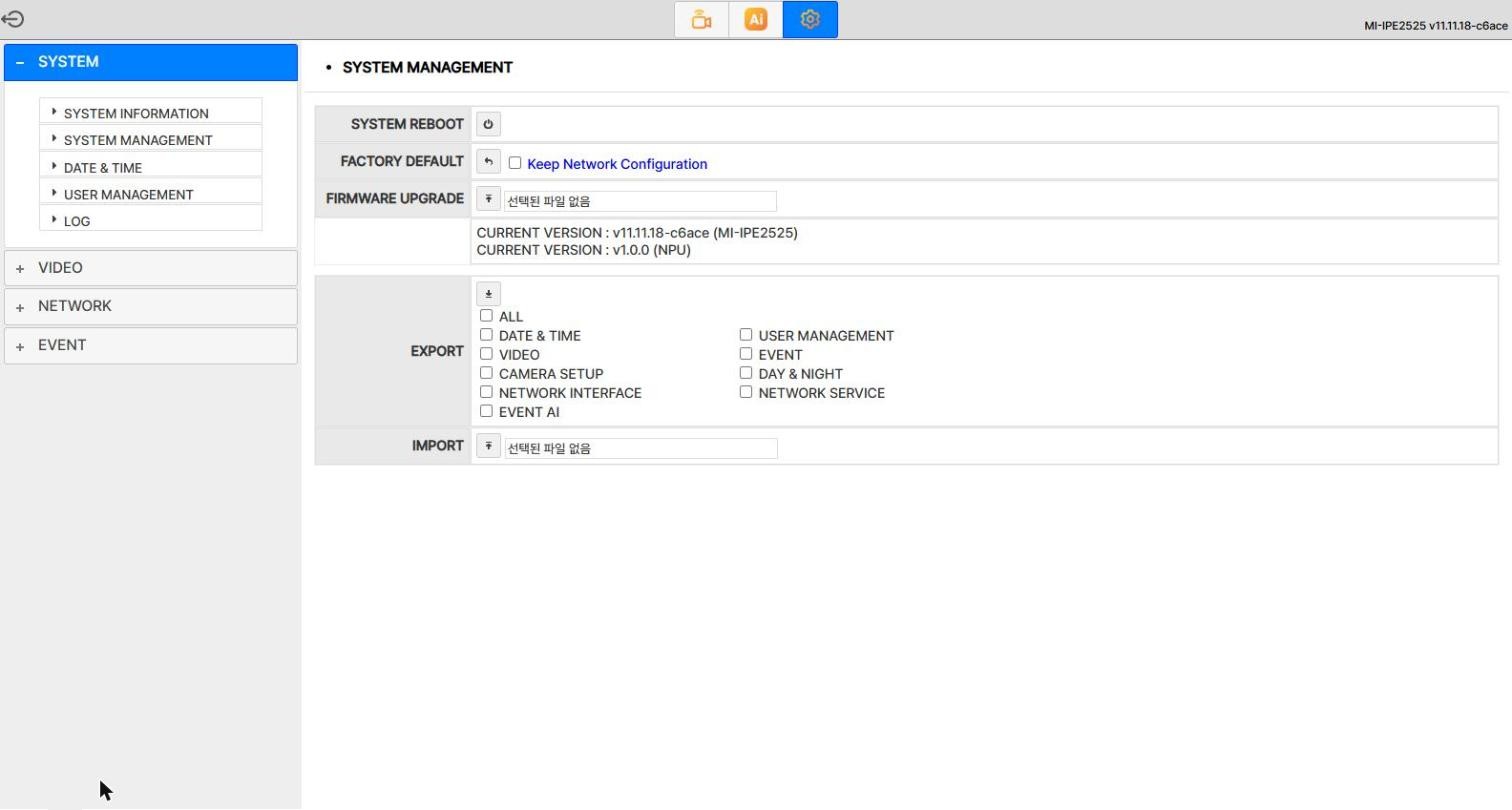 Ai
MI-IPE2525 v11.11.18-c6ace
− SYSTEM
SYSTEM INFORMATION
SYSTEM MANAGEMENT
DATE & TIME
USER MANAGEMENT
LOG
+ VIDEO
+ NETWORK
+ EVENT
• SYSTEM MANAGEMENT
SYSTEM REBOOT
FACTORY DEFAULT Keep Network Configuration
FIRMWARE UPGRADE 선택된 파일 없음
CURRENT VERSION : v11.11.18-c6ace (MI-IPE2525)
CURRENT VERSION : v1.0.0 (NPU)
EXPORT
ALL
DATE & TIME USER MANAGEMENT
VIDEO EVENT
CAMERA SETUP DAY & NIGHT
NETWORK INTERFACE NETWORK SERVICE
EVENT AI
IMPORT 선택된 파일 없음